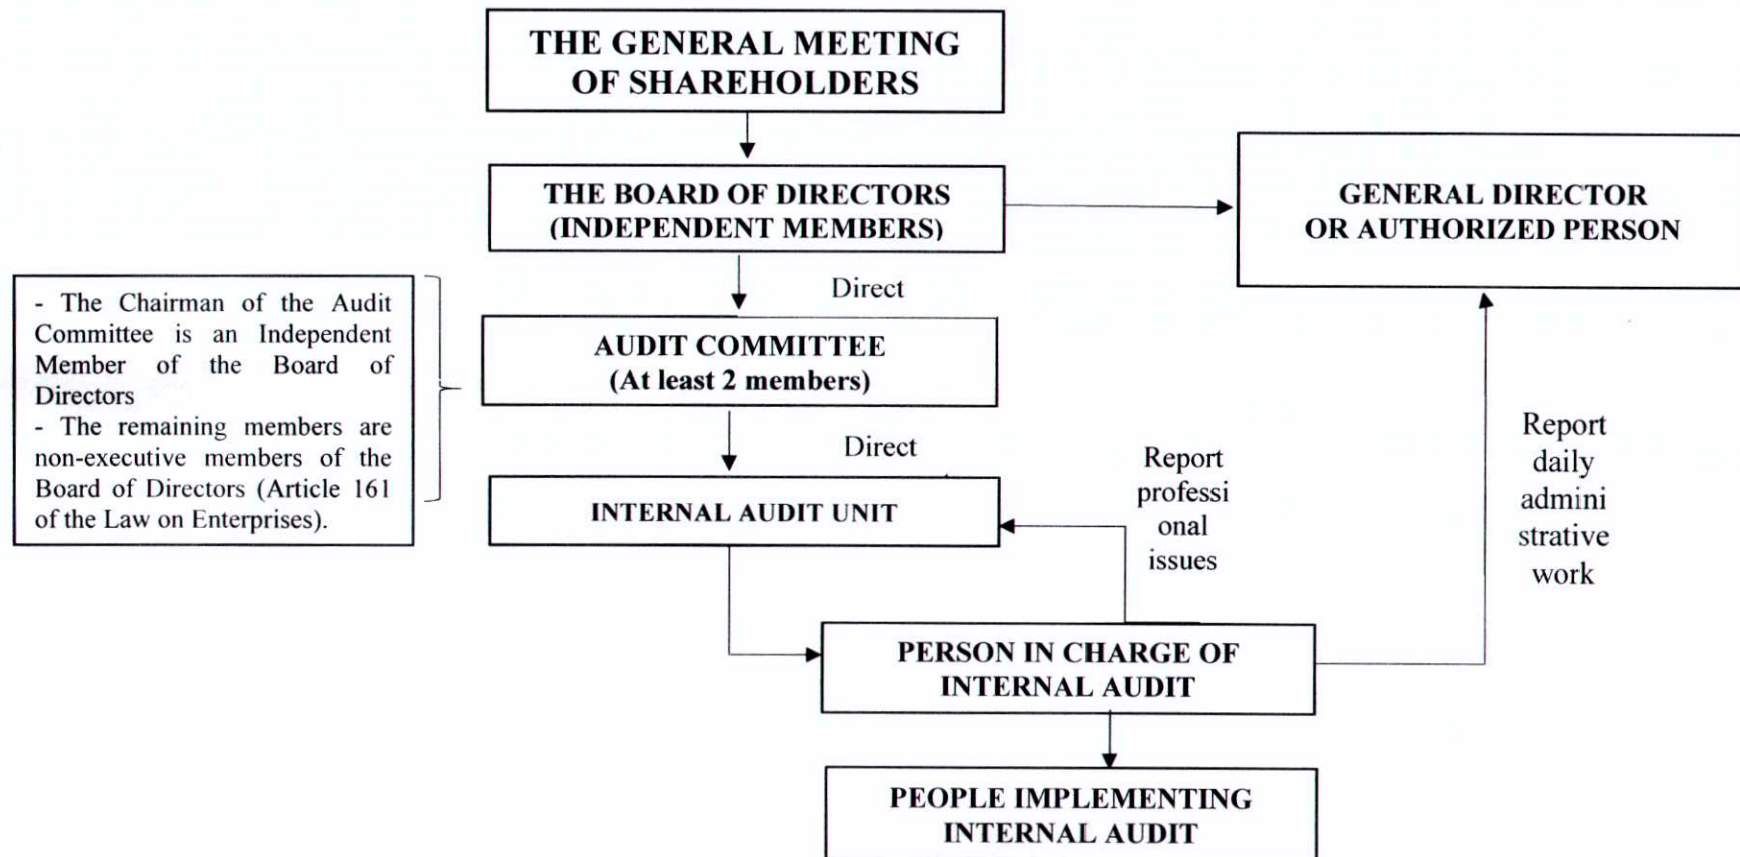 THE GENERAL MEETING
OF SHAREHOLDERS
THE BOARD OF DIRECTORS
(INDEPENDENT MEMBERS)
GENERAL DIRECTOR
OR AUTHORIZED PERSON
Direct
- The Chairman of the Audit
Committee is an Independent
Member of the Board of
Directors
- The remaining members are
non-executive members of the
Board of Directors (Article 161
of the Law on Enterprises).
AUDIT COMMITTEE
(At least 2 members)
Direct
INTERNAL AUDIT UNIT
Report
professi
onal
issues
Report
daily
admini
strative
work
PERSON IN CHARGE OF
INTERNAL AUDIT
PEOPLE IMPLEMENTING
INTERNAL AUDIT